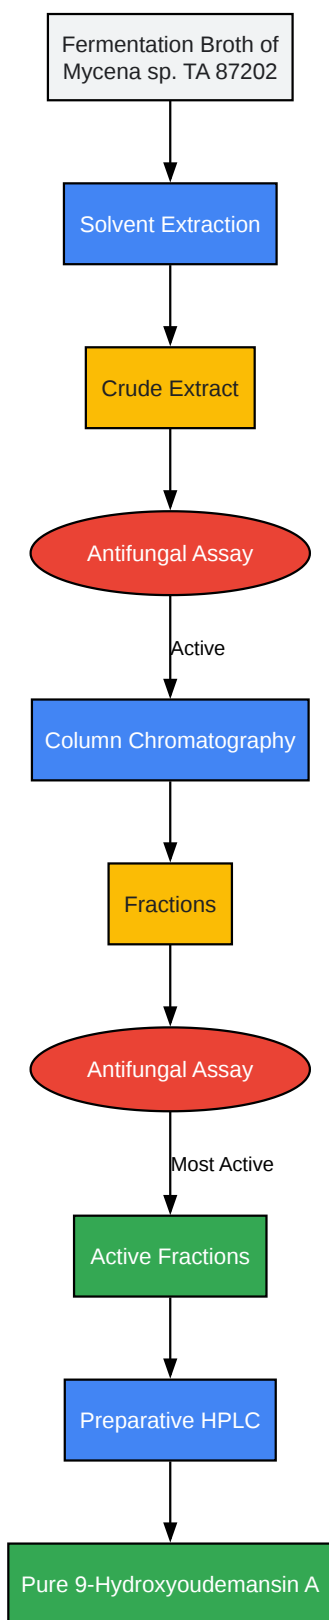 Fermentation Broth of
Mycena sp. TA 87202
Solvent Extraction
Crude Extract
Antifungal Assay
Active
Column Chromatography
Fractions
Antifungal Assay
Most Active
Active Fractions
Preparative HPLC
Pure 9-Hydroxyoudemansin A